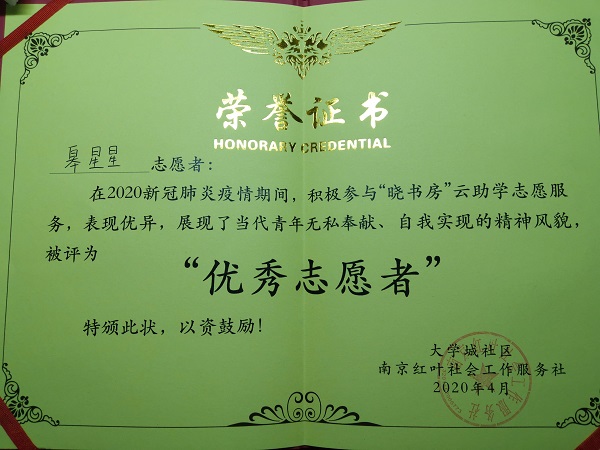 荣誉证书
HONORARY CREDENTIAL
皋星星 志愿者：
在2020新冠肺炎疫情期间，积极参与“晓书房”云助学志愿服
务，表现优异，展现了当代青年无私奉献、自我实现的精神风貌，
被评为
“优秀志愿者”
特颁此状，以资鼓励！
大学城社区
南京红叶社会工作服务社
2020年4月